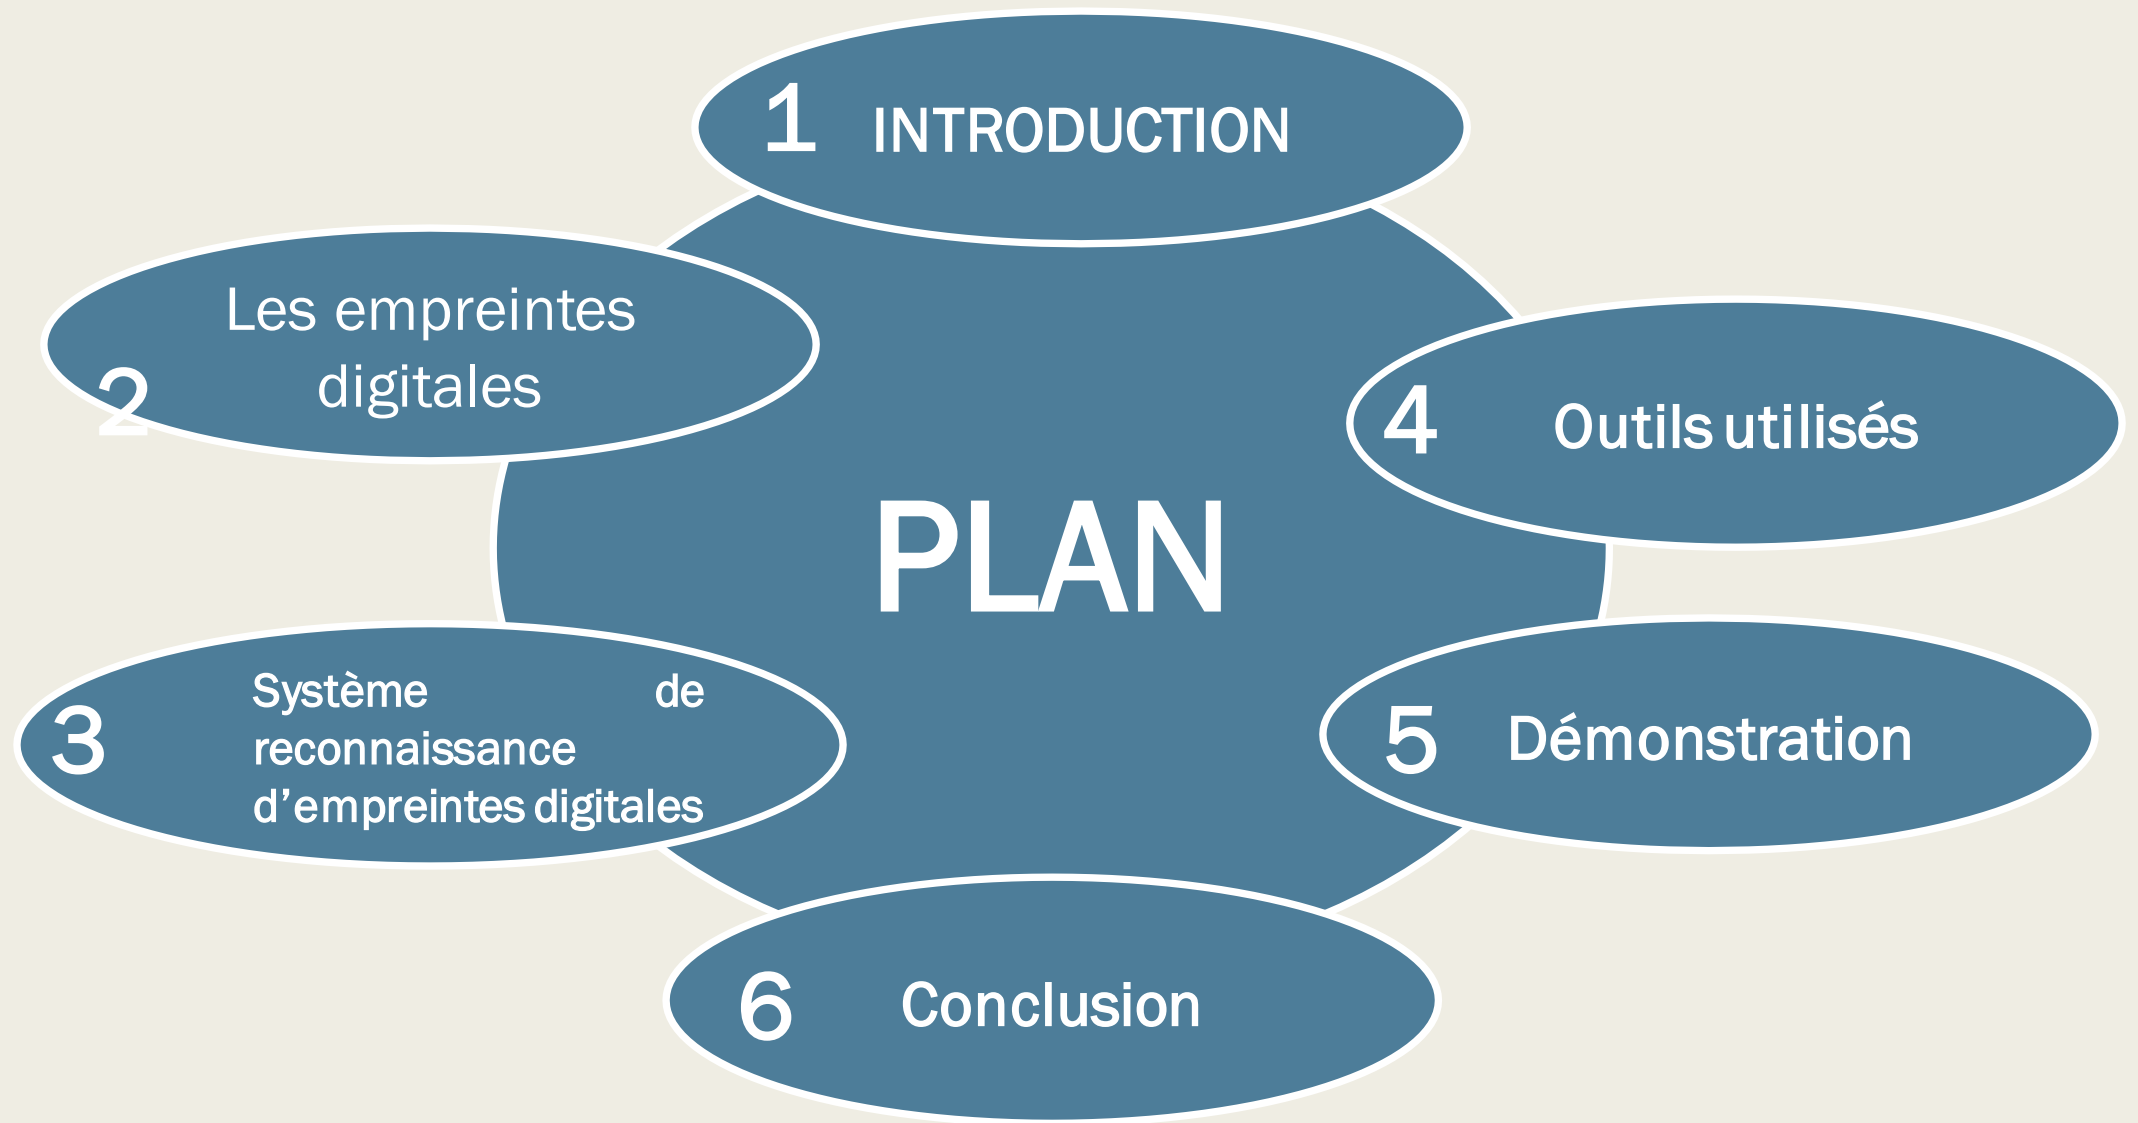 1 INTRODUCTION
2 Les empreintes
digitales
3 Système de
reconnaissance
d’empreintes digitales
PLAN
4 Outils utilisés
5 Démonstration
6 Conclusion